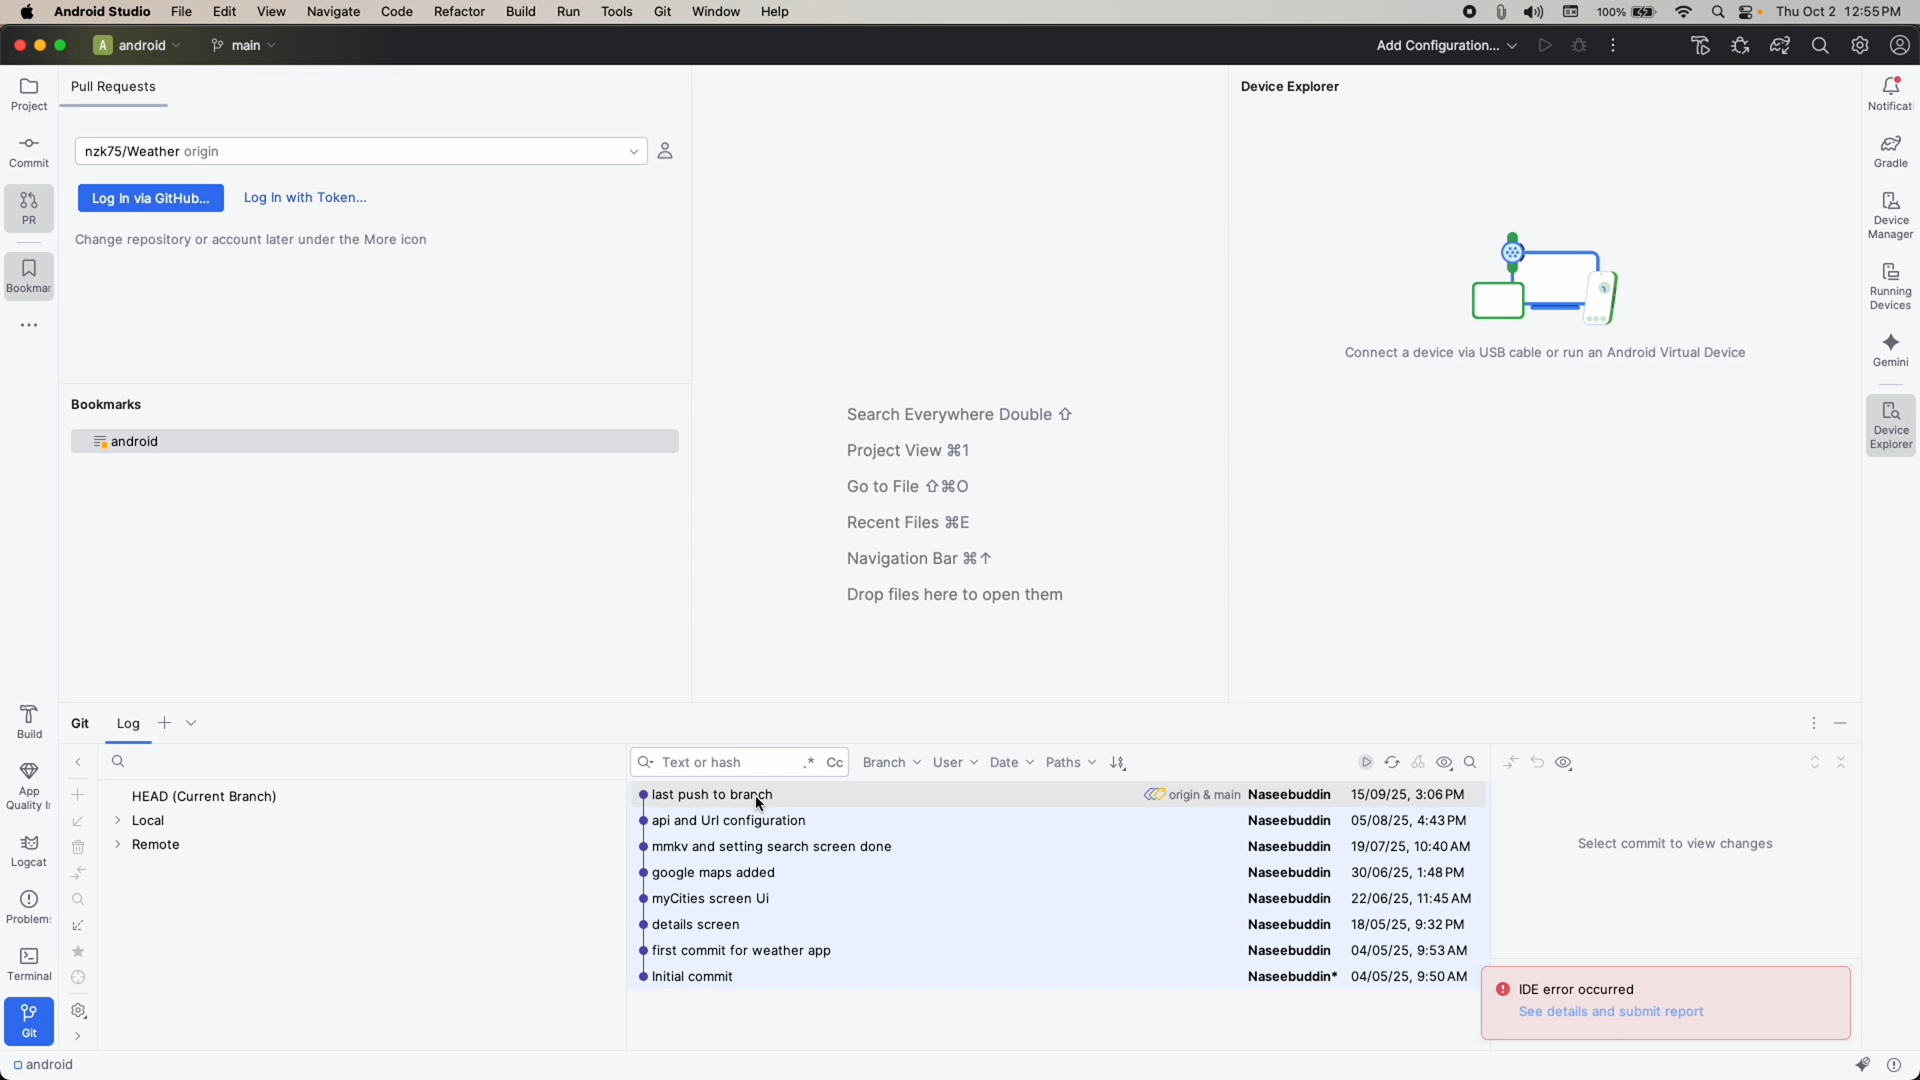 Android Studio File Edit View Navigate Code Refactor Build Run Tools Git Window Help 100% Thu Oct 2 12:55 PM
A android main Add Configuration...
Project
Commit
PR
Bookmar
Pull Requests
nzk75/Weather origin
Log In via GitHub... Log In with Token...
Change repository or account later under the More icon
Bookmarks
android
Search Everywhere Double ⇧
Project View ⌘1
Go to File ⇧⌘O
Recent Files ⌘E
Navigation Bar ⌘↑
Drop files here to open them
Device Explorer
Connect a device via USB cable or run an Android Virtual Device
Notificat
Gradle
Device
Manager
Running
Devices
Gemini
Device
Explorer
Build
App
Quality In
Logcat
Problem
Terminal
Git
Git Log
HEAD (Current Branch)
Local
Remote
Text or hash .* Cc Branch User Date Paths
last push to branch origin & main Naseebuddin 15/09/25, 3:06 PM
api and Url configuration Naseebuddin 05/08/25, 4:43 PM
mmkv and setting search screen done Naseebuddin 19/07/25, 10:40 AM
google maps added Naseebuddin 30/06/25, 1:48 PM
myCities screen Ui Naseebuddin 22/06/25, 11:45 AM
details screen Naseebuddin 18/05/25, 9:32 PM
first commit for weather app Naseebuddin 04/05/25, 9:53 AM
Initial commit Naseebuddin* 04/05/25, 9:50 AM
Select commit to view changes
IDE error occurred
See details and submit report
android